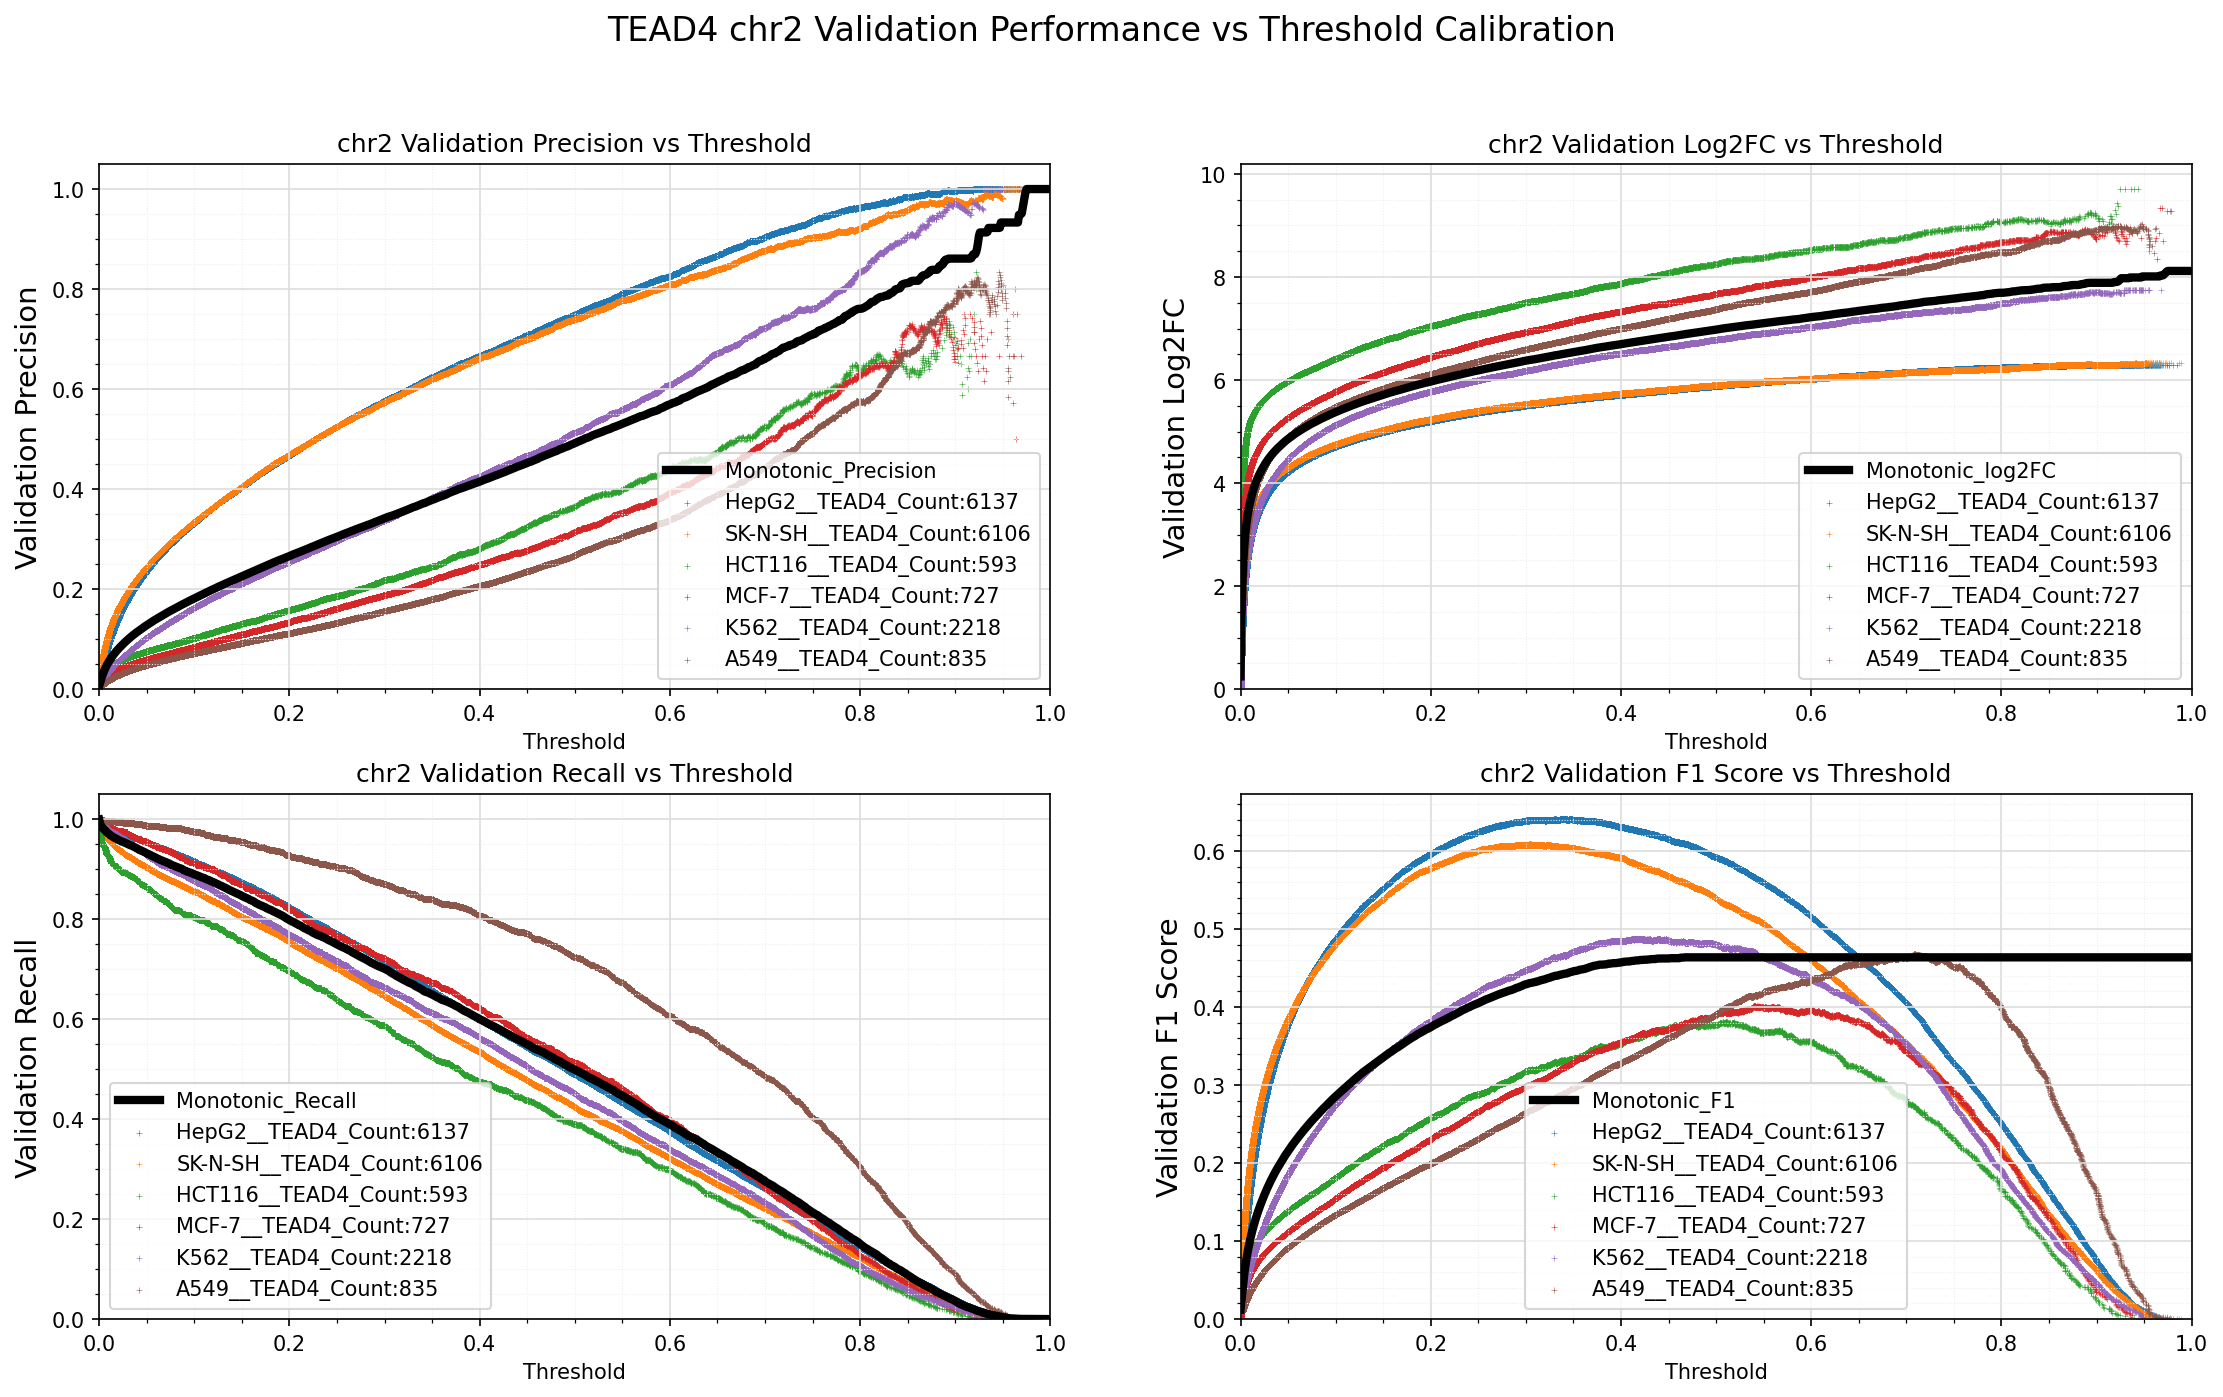 TEAD4 chr2 Validation Performance vs Threshold Calibration
chr2 Validation Precision vs Threshold
Validation Precision
1.0
0.8
0.6
0.4
0.2
0.0
Monotonic_Precision
HepG2__TEAD4_Count:6137
SK-N-SH__TEAD4_Count:6106
HCT116__TEAD4_Count:593
MCF-7__TEAD4_Count:727
K562__TEAD4_Count:2218
A549__TEAD4_Count:835
0.0 0.2 0.4 0.6 0.8 1.0
Threshold
chr2 Validation Log2FC vs Threshold
Validation Log2FC
10
8
6
4
2
0
Monotonic_log2FC
HepG2__TEAD4_Count:6137
SK-N-SH__TEAD4_Count:6106
HCT116__TEAD4_Count:593
MCF-7__TEAD4_Count:727
K562__TEAD4_Count:2218
A549__TEAD4_Count:835
0.0 0.2 0.4 0.6 0.8 1.0
Threshold
chr2 Validation Recall vs Threshold
Validation Recall
1.0
0.8
0.6
0.4
0.2
0.0
Monotonic_Recall
HepG2__TEAD4_Count:6137
SK-N-SH__TEAD4_Count:6106
HCT116__TEAD4_Count:593
MCF-7__TEAD4_Count:727
K562__TEAD4_Count:2218
A549__TEAD4_Count:835
0.0 0.2 0.4 0.6 0.8 1.0
Threshold
chr2 Validation F1 Score vs Threshold
Validation F1 Score
0.6
0.5
0.4
0.3
0.2
0.1
0.0
Monotonic_F1
HepG2__TEAD4_Count:6137
SK-N-SH__TEAD4_Count:6106
HCT116__TEAD4_Count:593
MCF-7__TEAD4_Count:727
K562__TEAD4_Count:2218
A549__TEAD4_Count:835
0.0 0.2 0.4 0.6 0.8 1.0
Threshold